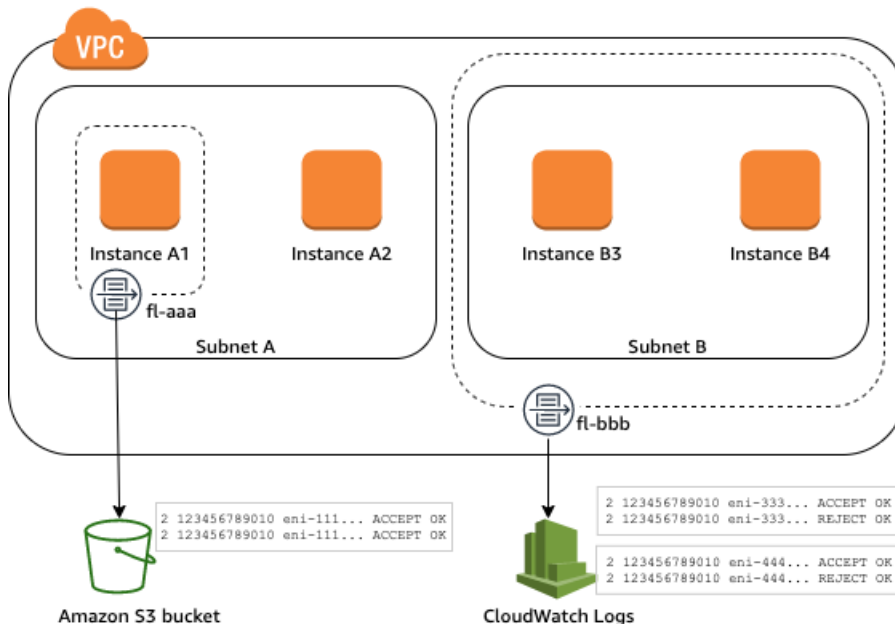 VPC
Instance A1
Instance A2
Instance B3
Instance B4
fl-aaa
Subnet A
Subnet B
fl-bbb
2 123456789010 eni-111... ACCEPT OK
2 123456789010 eni-111... ACCEPT OK
2 123456789010 eni-333... ACCEPT OK
2 123456789010 eni-333... REJECT OK
2 123456789010 eni-444... ACCEPT OK
2 123456789010 eni-444... REJECT OK
Amazon S3 bucket
CloudWatch Logs